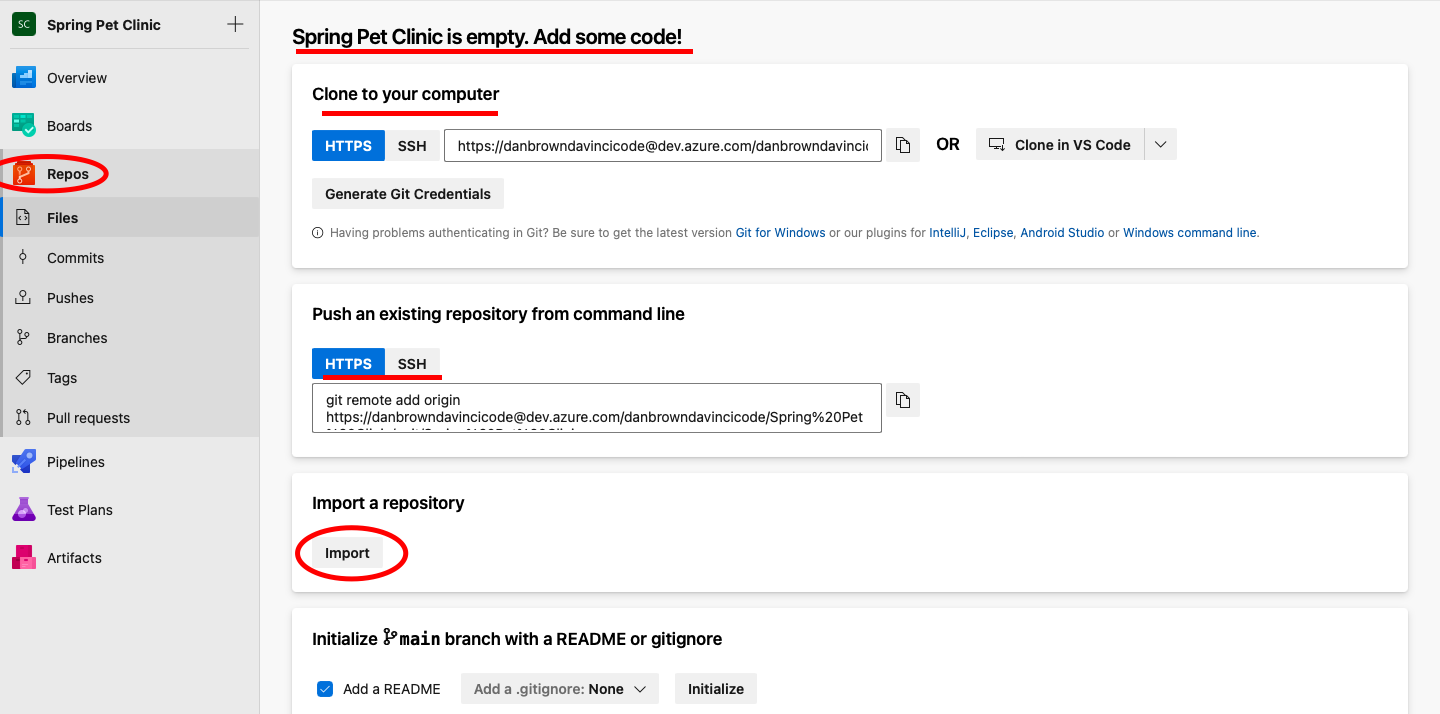 SC Spring Pet Clinic
Overview
Boards
Repos
Files
Commits
Pushes
Branches
Tags
Pull requests
Pipelines
Test Plans
Artifacts
Spring Pet Clinic is empty. Add some code!
Clone to your computer
HTTPS SSH https://danbrowndavincicode@dev.azure.com/danbrowndavinci OR Clone in VS Code
Generate Git Credentials
Having problems authenticating in Git? Be sure to get the latest version Git for Windows or our plugins for IntelliJ, Eclipse, Android Studio or Windows command line.
Push an existing repository from command line
HTTPS SSH
git remote add origin
https://danbrowndavincicode@dev.azure.com/danbrowndavincicode/Spring%20Pet
Import a repository
Import
Initialize main branch with a README or gitignore
Add a README Add a .gitignore: None Initialize